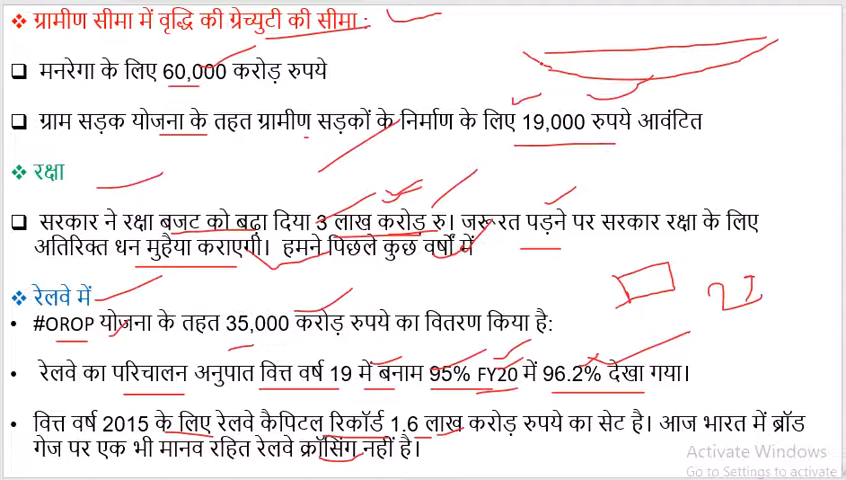 ❖ ग्रामीण सीमा में वृद्धि की ग्रेच्युटी की सीमा :
❑ मनरेगा के लिए 60,000 करोड़ रुपये
❑ ग्राम सड़क योजना के तहत ग्रामीण सड़कों के निर्माण के लिए 19,000 रुपये आवंटित
❖ रक्षा
❑ सरकार ने रक्षा बजट को बढ़ा दिया 3 लाख करोड़ रु। जरूरत पड़ने पर सरकार रक्षा के लिए
अतिरिक्त धन मुहैया कराएगी। हमने पिछले कुछ वर्षों में
❖ रेलवे में
• #OROP योजना के तहत 35,000 करोड़ रुपये का वितरण किया है:
• रेलवे का परिचालन अनुपात वित्त वर्ष 19 में बनाम 95% FY20 में 96.2% देखा गया।
• वित्त वर्ष 2015 के लिए रेलवे कैपिटल रिकॉर्ड 1.6 लाख करोड़ रुपये का सेट है। आज भारत में ब्रॉड
गेज पर एक भी मानव रहित रेलवे क्रॉसिंग नहीं है।
Activate Windows
Go to Settings to activate